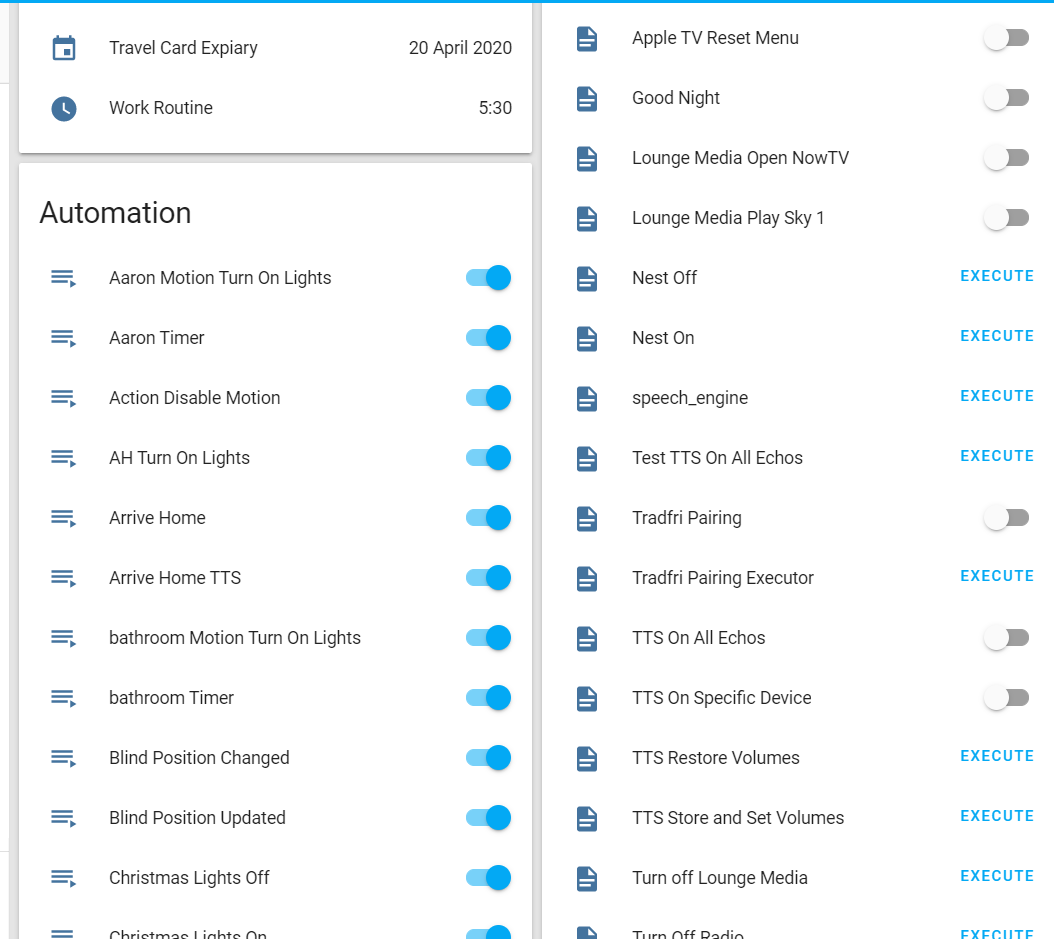 Travel Card Expiary 20 April 2020
Work Routine 5:30
Automation
Aaron Motion Turn On Lights
Aaron Timer
Action Disable Motion
AH Turn On Lights
Arrive Home
Arrive Home TTS
bathroom Motion Turn On Lights
bathroom Timer
Blind Position Changed
Blind Position Updated
Christmas Lights Off
Christmas Lights On
Apple TV Reset Menu
Good Night
Lounge Media Open NowTV
Lounge Media Play Sky 1
Nest Off EXECUTE
Nest On EXECUTE
speech_engine EXECUTE
Test TTS On All Echos EXECUTE
Tradfri Pairing
Tradfri Pairing Executor EXECUTE
TTS On All Echos
TTS On Specific Device
TTS Restore Volumes EXECUTE
TTS Store and Set Volumes EXECUTE
Turn off Lounge Media EXECUTE
Turn Off Radio EXECUTE